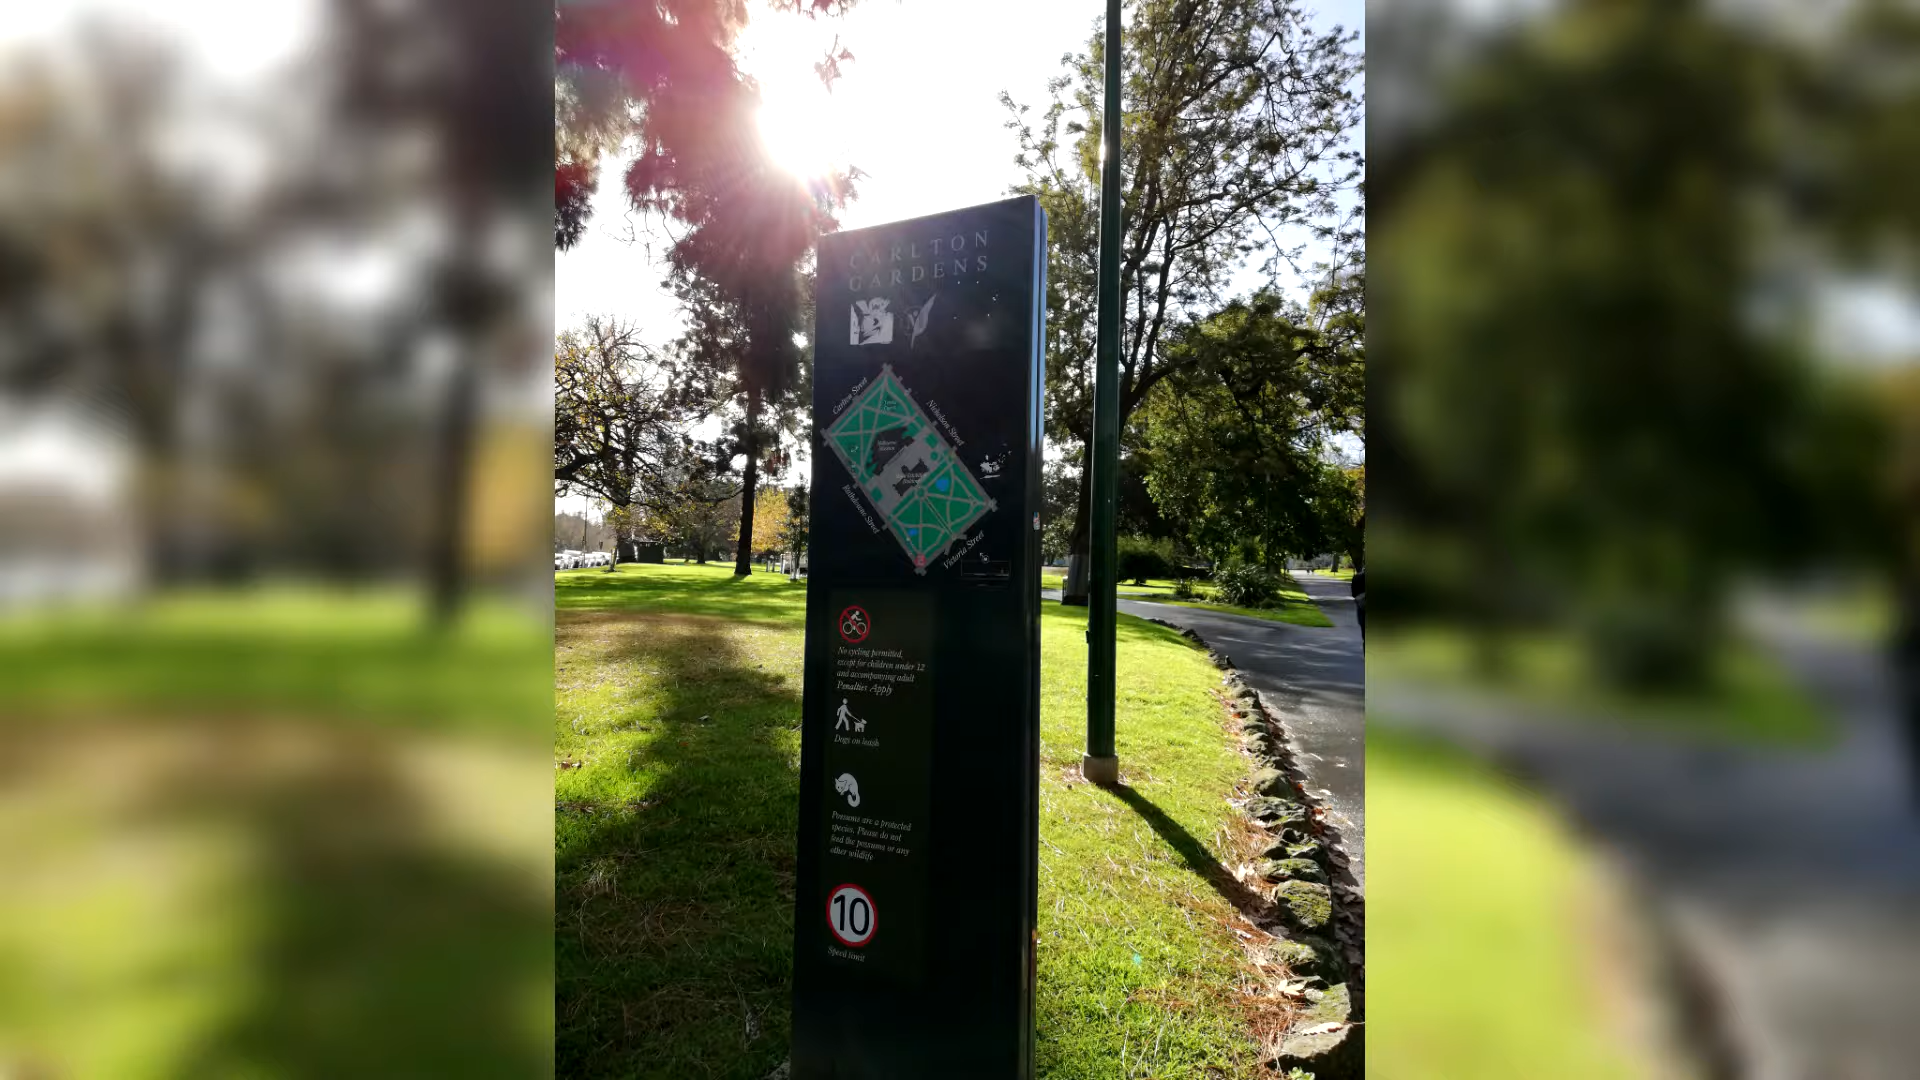 CARLTON
GARDENS
Carlton Street
Nicholson Street
Rathdowne Street
Victoria Street
No cycling permitted,
except for children under 12
and accompanying adult
Penalties Apply
Dogs on leash
Possums are a protected
species. Please do not
feed the possums or any
other wildlife
10
Speed limit